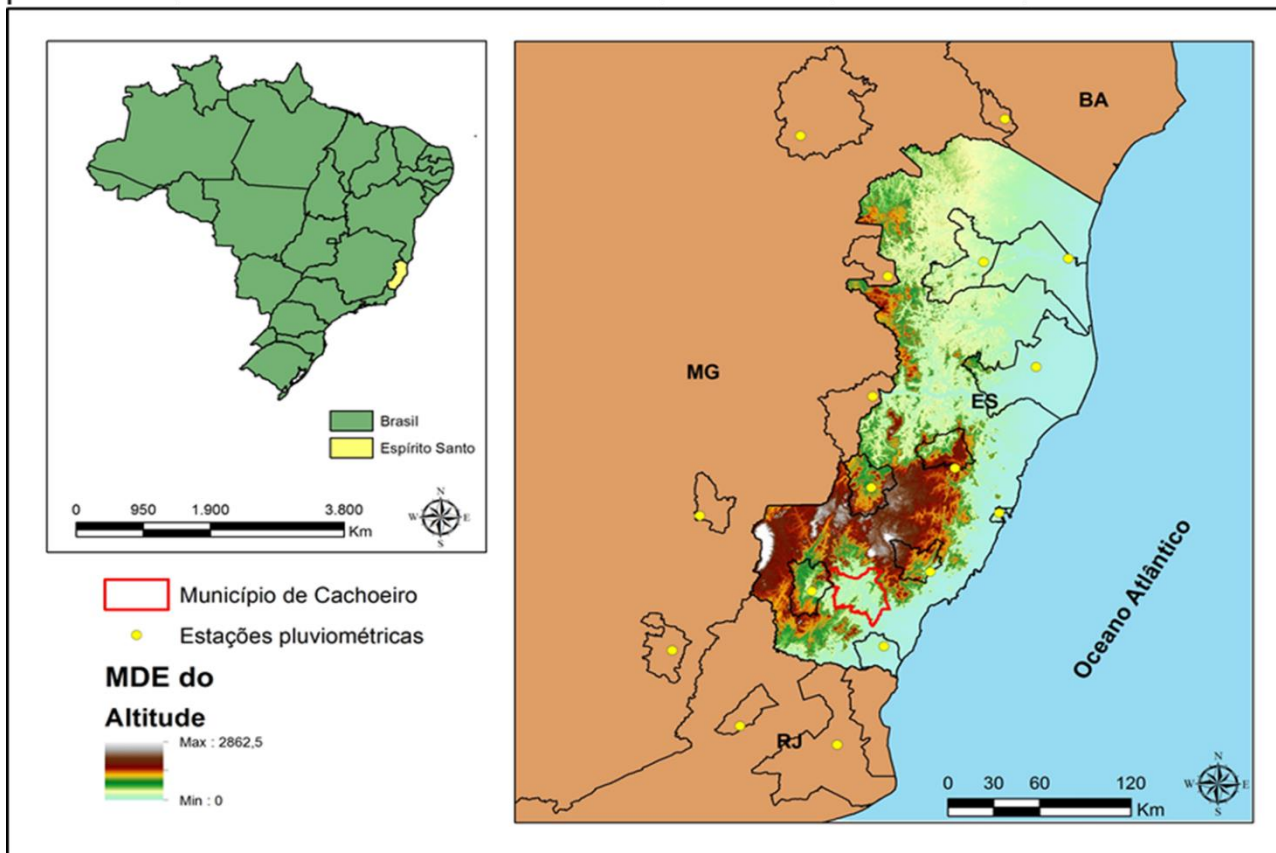 Brasil
Espírito Santo
0 950 1.900 3.800
Km
N
W E
S
Município de Cachoeiro
Estações pluviométricas
MDE do
Altitude
Max : 2862,5
Min : 0
BA
MG
ES
RJ
Oceano Atlântico
0 30 60 120
Km
N
W E
S